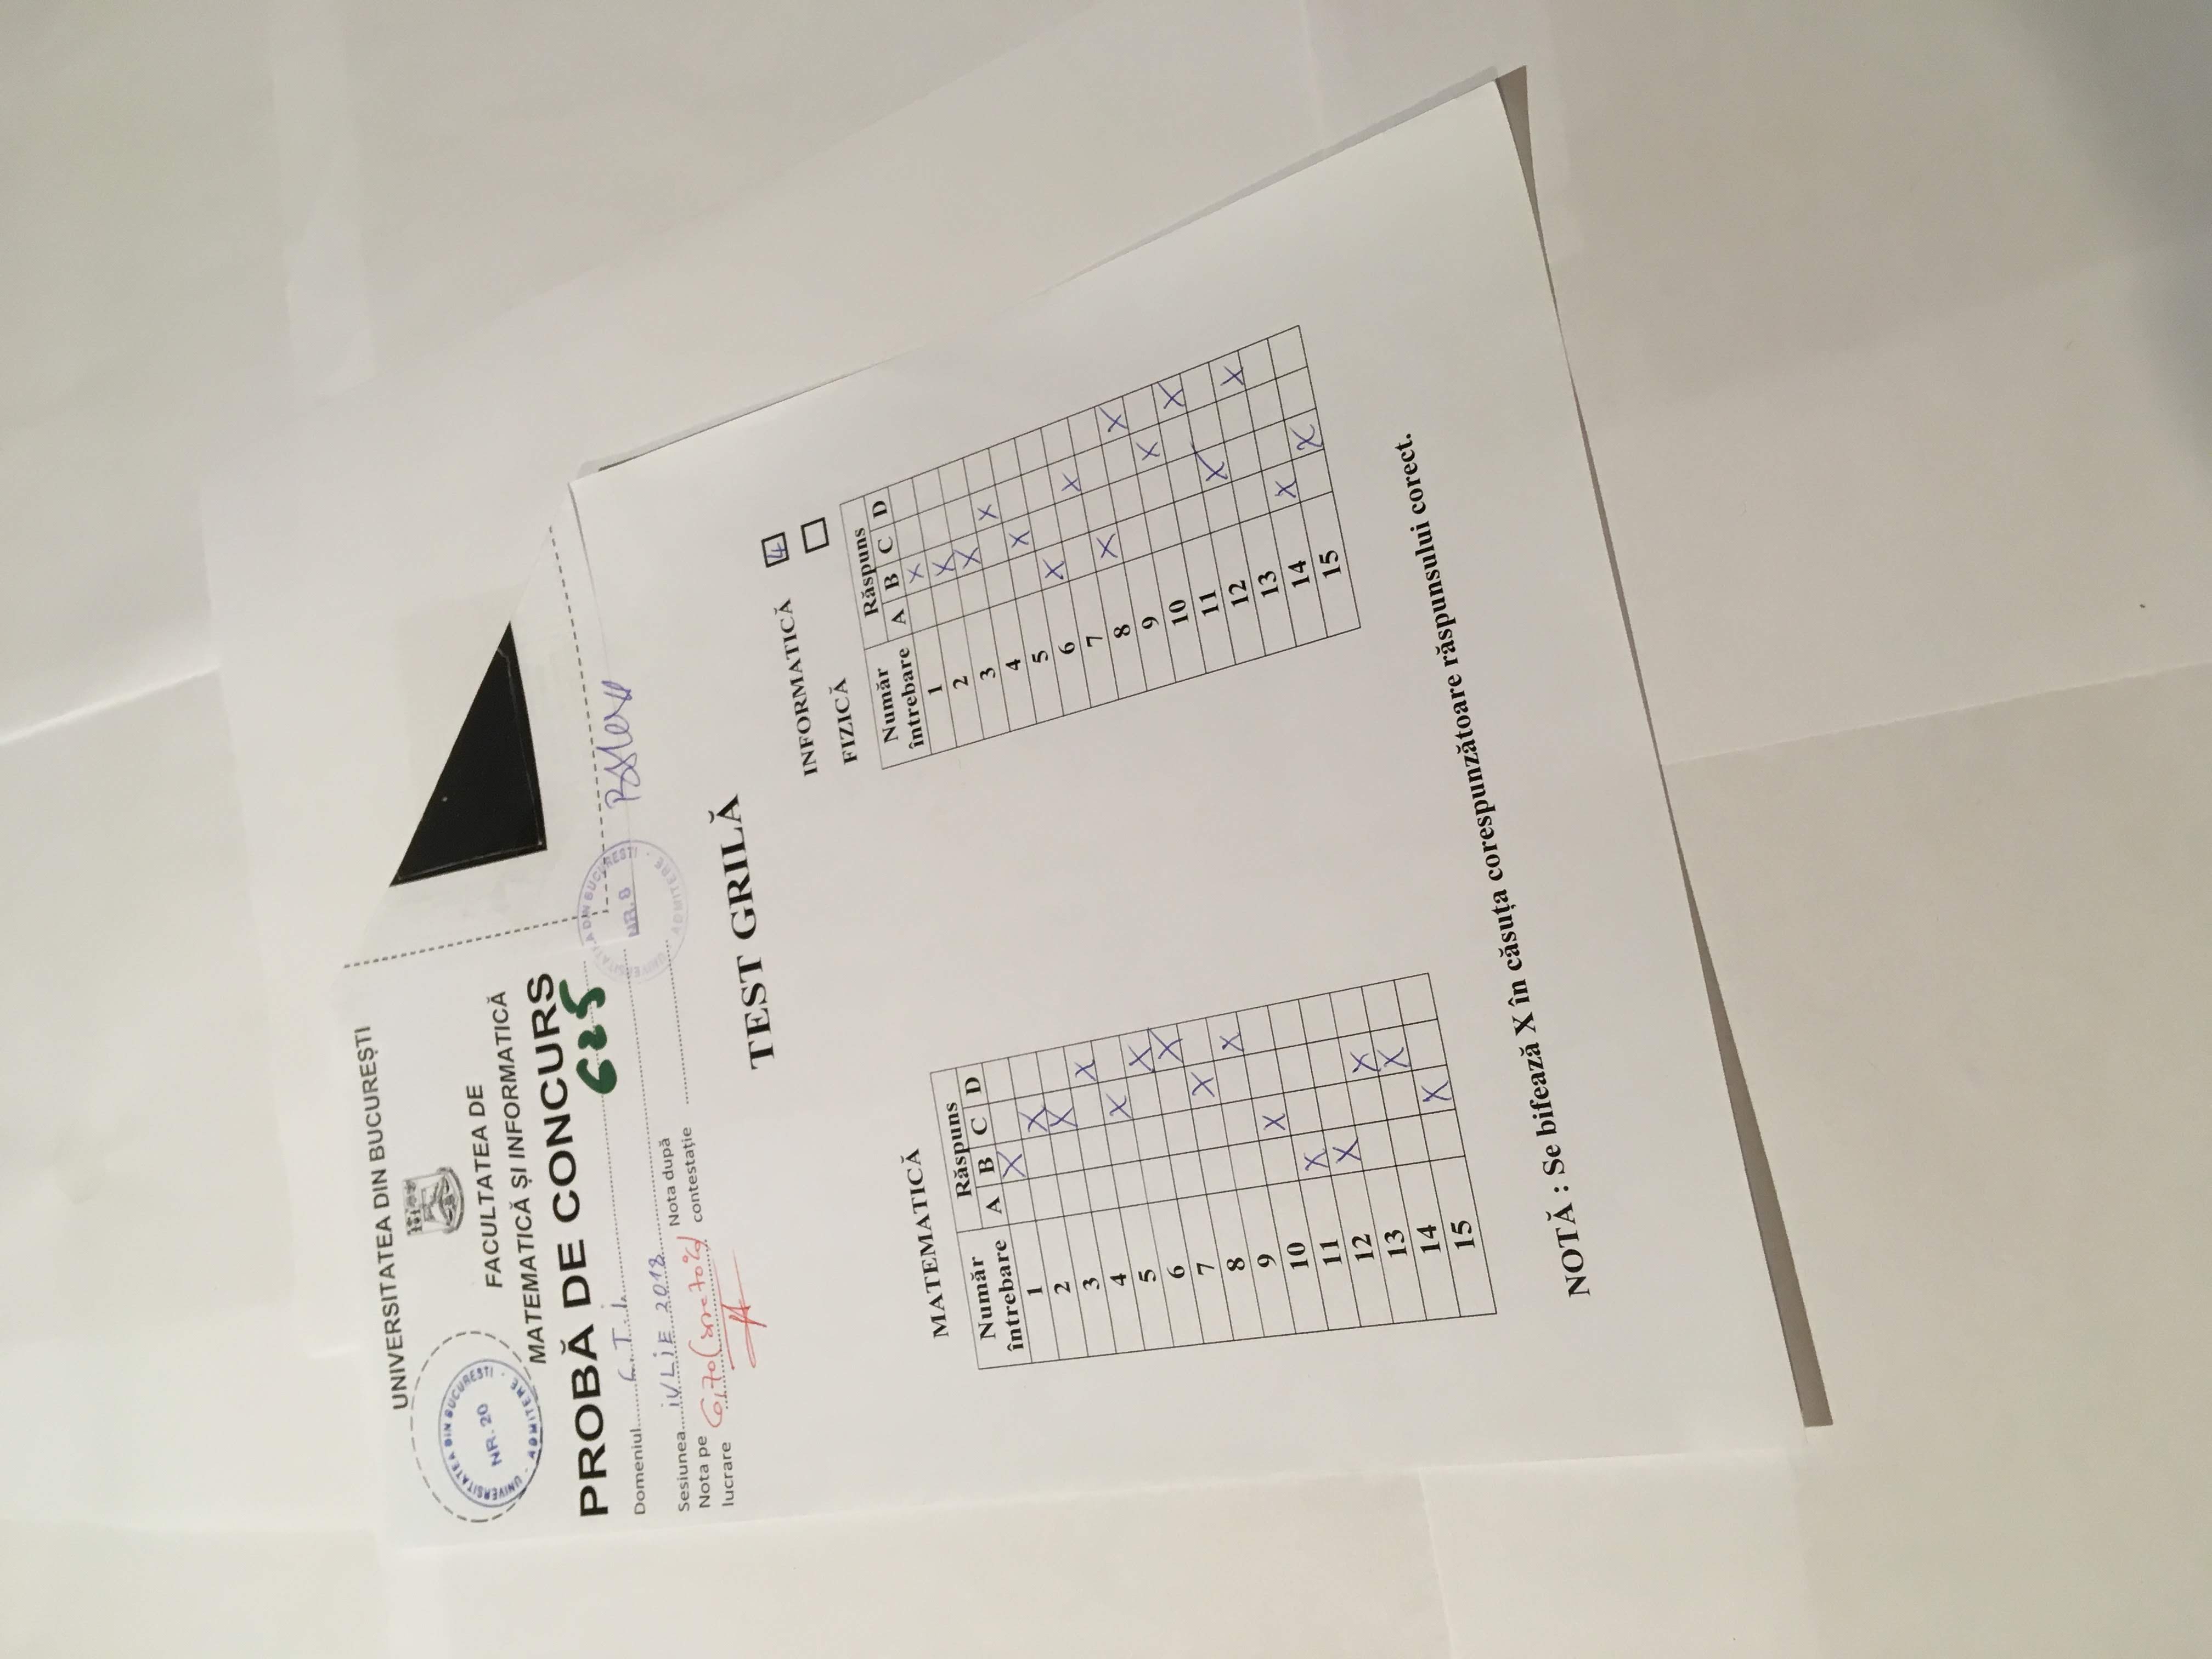 UNIVERSITATEA DIN BUCUREȘTI
FACULTATEA DE
MATEMATICĂ ȘI INFORMATICĂ
UNIVERSITATEA DIN BUCUREȘTI
NR. 20
ADMITERE
PROBĂ DE CONCURS
625
Domeniul C.T.I.
Sesiunea IULIE 2018
Nota pe lucrare 6,70
Nota după contestație
UNIVERSITATEA DIN BUCUREȘTI
NR. 8
ADMITERE
TEST GRILĂ
MATEMATICĂ
Număr întrebare Răspuns
A B C D
1 X
2 X
3 X
4 X
5 X
6 X
7 X
8 X
9 X
10 X
11 X
12 X
13 X
14 X
15 X
INFORMATICĂ 4
FIZICĂ
Număr întrebare Răspuns
A B C D
1 X
2 X
3 X
4 X
5 X
6 X
7 X
8 X
9 X
10 X
11 X
12 X
13 X
14 X
15 X
NOTĂ : Se bifează X în căsuța corespunzătoare răspunsului corect.